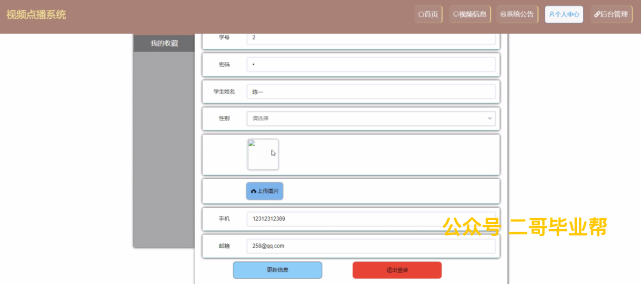 视频点播系统
首页 视频信息 系统公告 个人中心 后台管理
我的收藏
学号 2
密码
学生姓名
性别 请选择
上传图片
手机 12312312369
邮箱 258@qq.com
公众号 二哥毕业帮
更新信息 退出登录